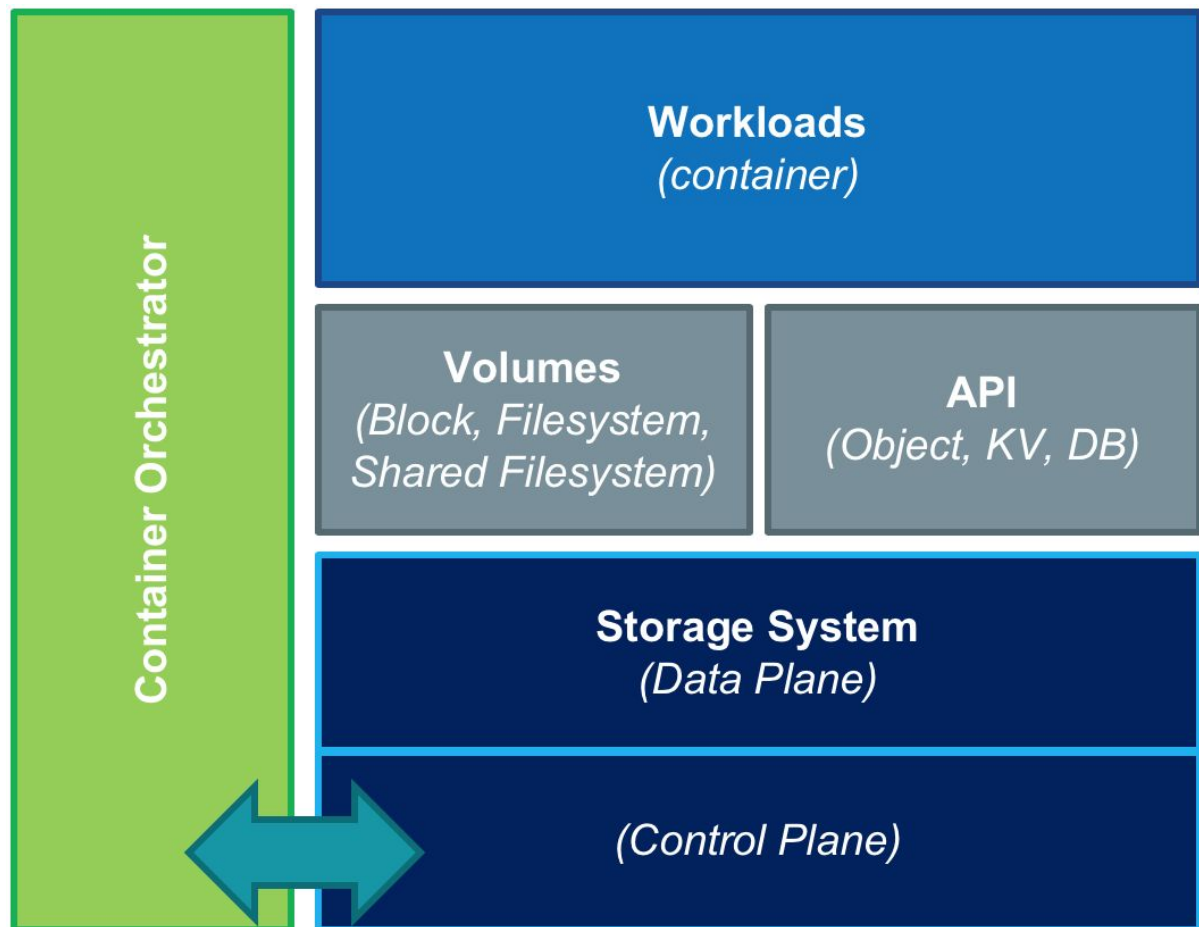 Container Orchestrator
Workloads
(container)
Volumes
(Block, Filesystem,
Shared Filesystem)
API
(Object, KV, DB)
Storage System
(Data Plane)
(Control Plane)